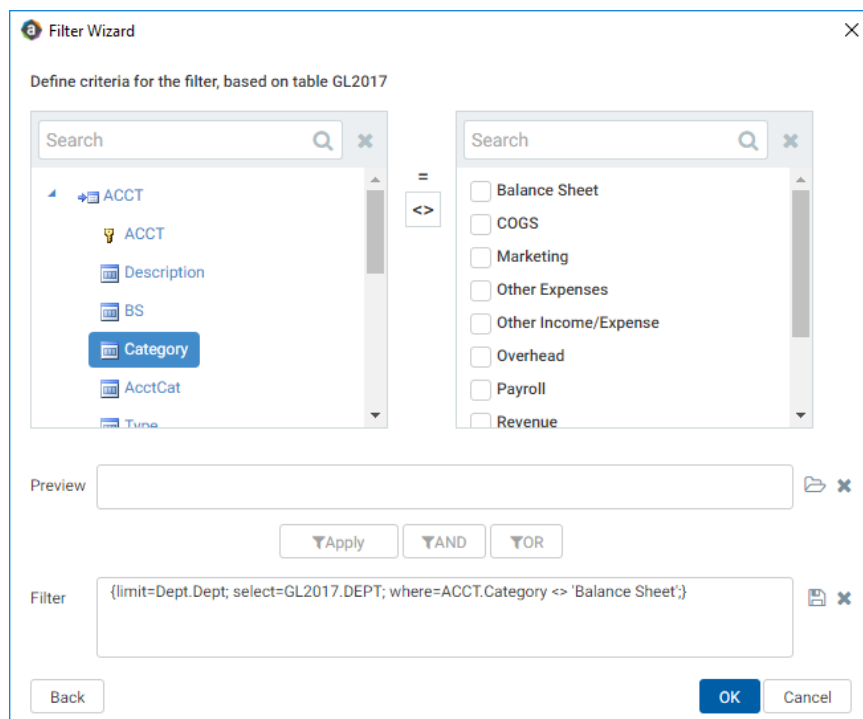 Filter Wizard
Define criteria for the filter, based on table GL2017
Search
Search
=
<>
ACCT
ACCT
Description
BS
Category
AcctCat
Type
Balance Sheet
COGS
Marketing
Other Expenses
Other Income/Expense
Overhead
Payroll
Revenue
Preview
Apply
AND
OR
Filter
{limit=Dept.Dept; select=GL2017.DEPT; where=ACCT.Category <> 'Balance Sheet';}
Back
OK
Cancel